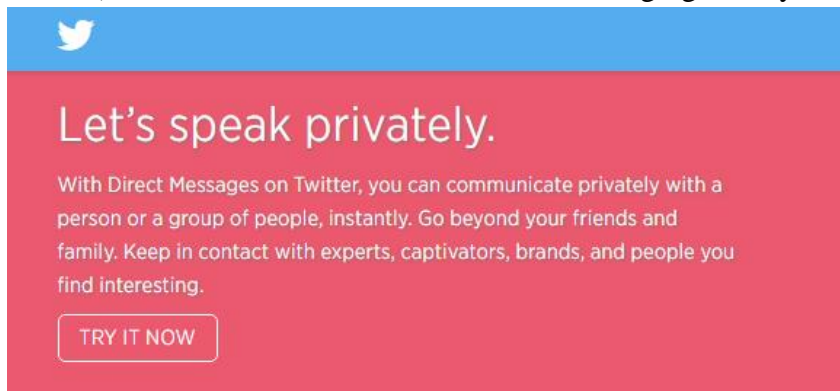 Let's speak privately.
With Direct Messages on Twitter, you can communicate privately with a
person or a group of people, instantly. Go beyond your friends and
family. Keep in contact with experts, captivators, brands, and people you
find interesting.
TRY IT NOW